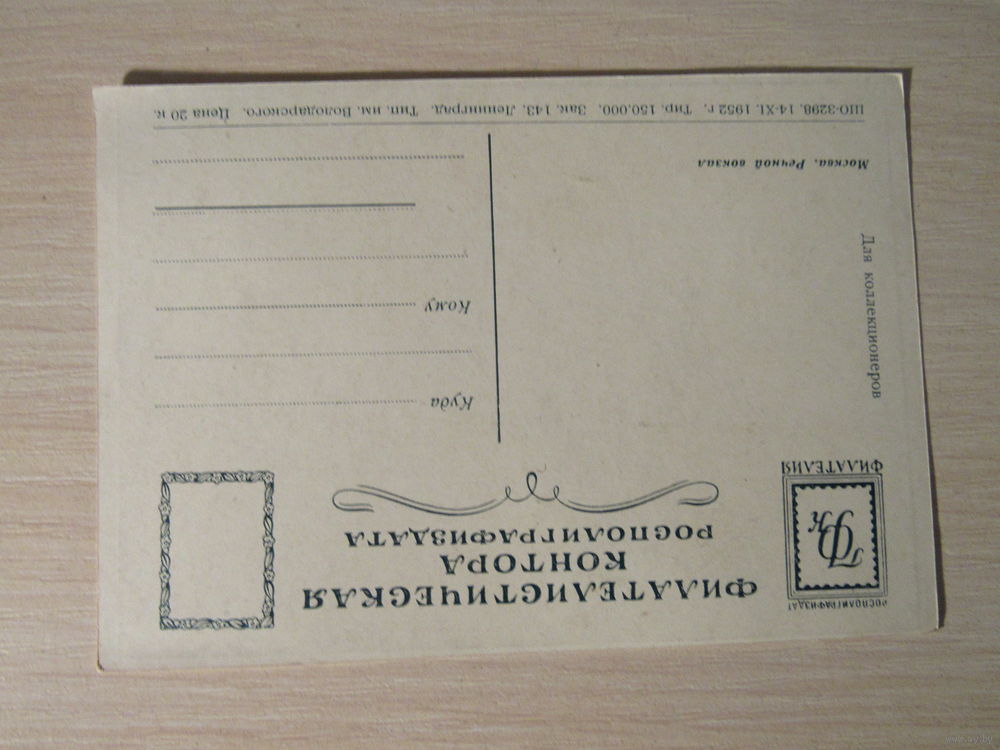 РОСПОЛИГРАФИЗДАТ
ФИЛАТЕЛИЯ
ФИЛАТЕЛИСТИЧЕСКАЯ
КОНТОРА
РОСПОЛИГРАФИЗДАТА
Для коллекционеров
Москва. Речной вокзал
Куда
Кому
ШО-3298. 14-XI. 1952 г. Тир. 150.000. Зак. 143. Ленинград. Тип. им. Володарского. Цена 20 к.